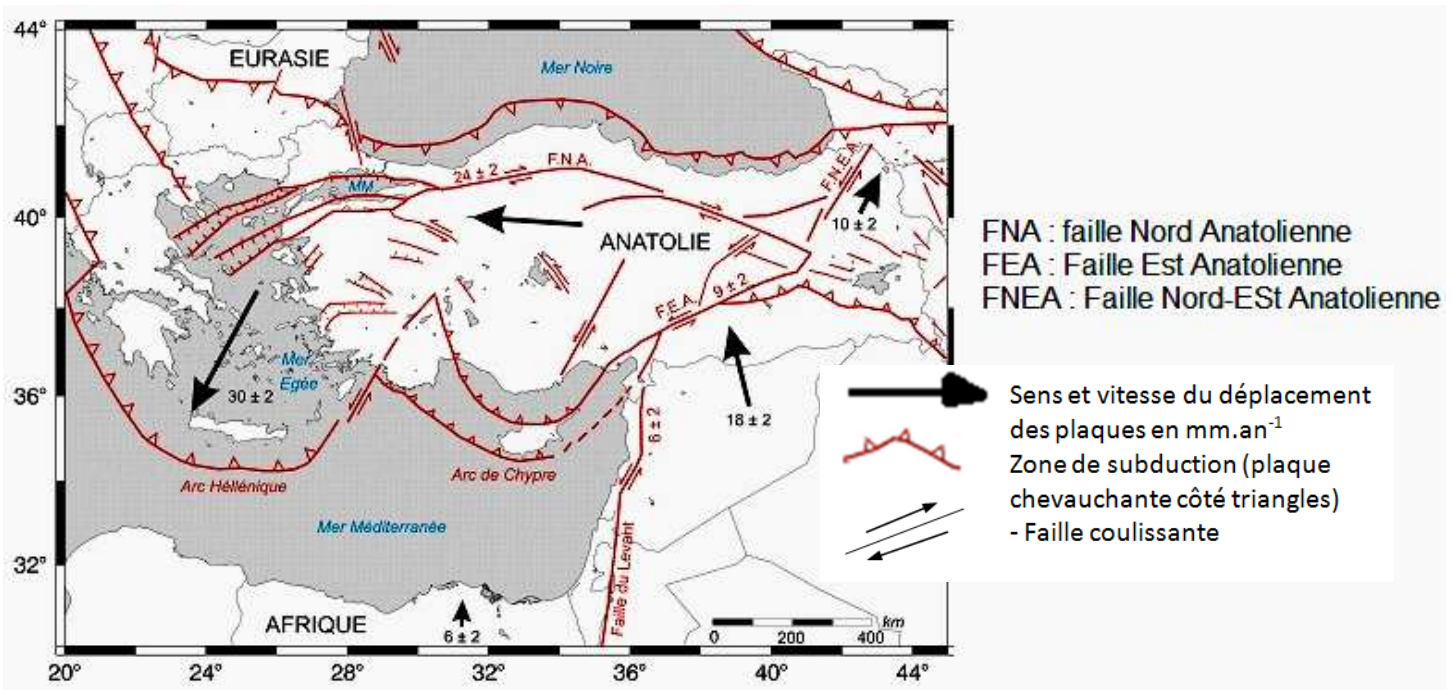 44°
40°
36°
32°
20°
24°
28°
32°
36°
40°
44°
EURASIE
Mer Noire
F.N.A.
24 ± 2
MM
F.N.E.A.
10 ± 2
ANATOLIE
F.E.A.
9 ± 2
Mer
Egée
30 ± 2
18 ± 2
6 ± 2
Arc Héllénique
Arc de Chypre
Mer Méditerranée
Faille du Levant
AFRIQUE
6 ± 2
km
0 200 400
FNA : faille Nord Anatolienne
FEA : Faille Est Anatolienne
FNEA : Faille Nord-ESt Anatolienne
Sens et vitesse du déplacement
des plaques en mm.an-1
Zone de subduction (plaque
chevauchante côté triangles)
- Faille coulissante